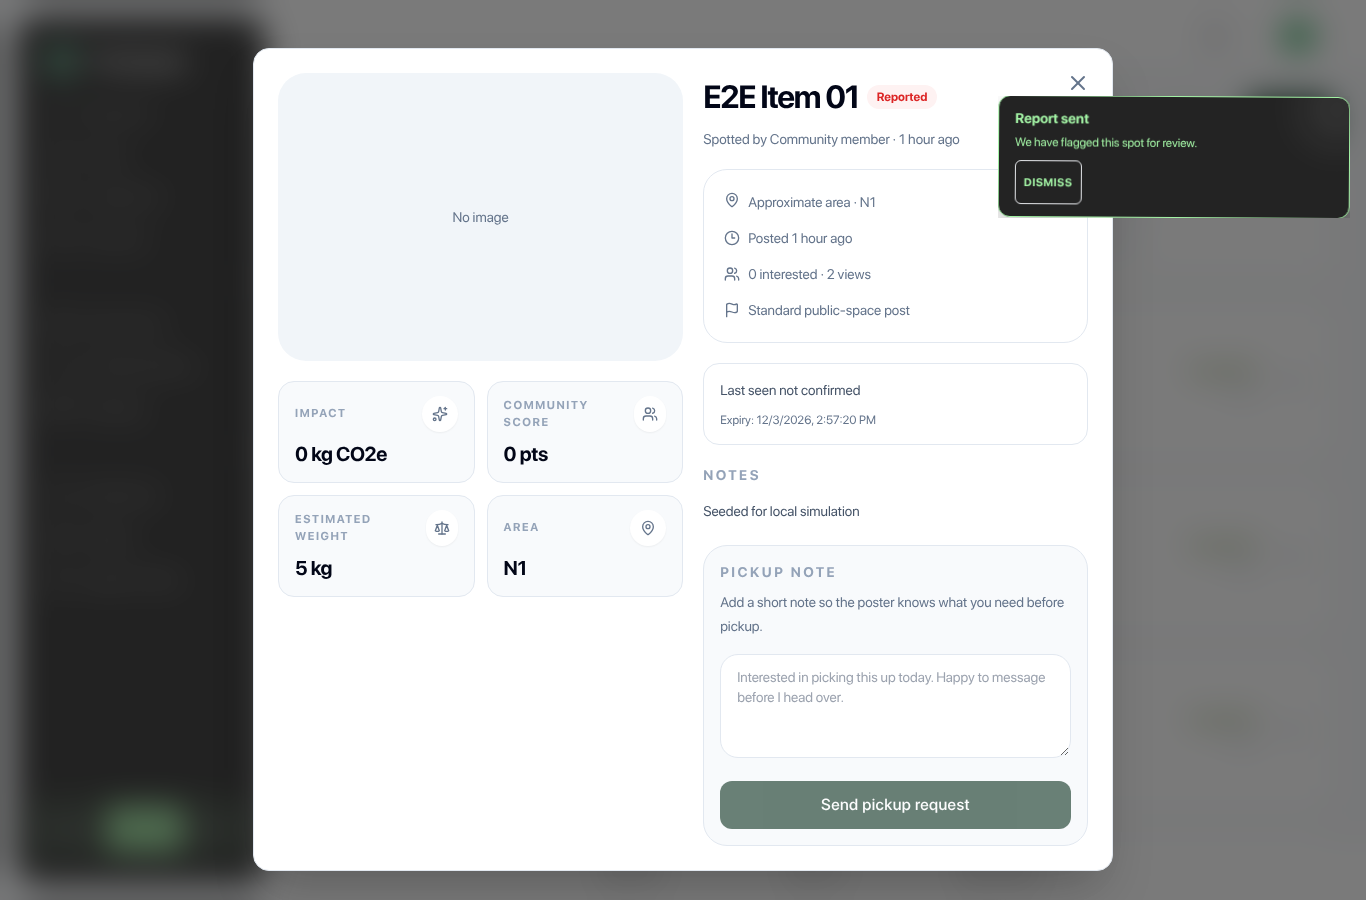 No image
IMPACT
0 kg CO2e
COMMUNITY
SCORE
0 pts
ESTIMATED
WEIGHT
5 kg
AREA
N1
E2E Item 01 Reported
Spotted by Community member · 1 hour ago
Report sent
We have flagged this spot for review.
DISMISS
Approximate area · N1
Posted 1 hour ago
0 interested · 2 views
Standard public-space post
Last seen not confirmed
Expiry: 12/3/2026, 2:57:20 PM
NOTES
Seeded for local simulation
PICKUP NOTE
Add a short note so the poster knows what you need before
pickup.
Interested in picking this up today. Happy to message
before I head over.
Send pickup request